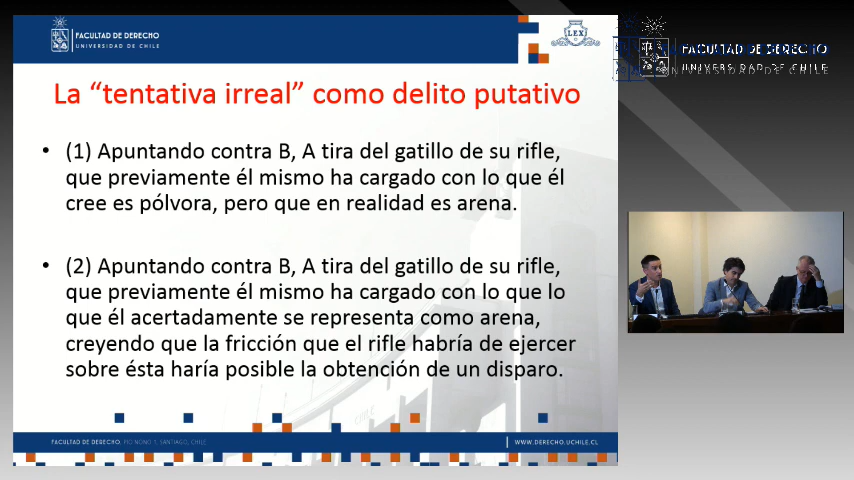 FACULTAD DE DERECHO
UNIVERSIDAD DE CHILE
LEX
FACULTAD DE DERECHO
UNIVERSIDAD DE CHILE
La “tentativa irreal” como delito putativo
• (1) Apuntando contra B, A tira del gatillo de su rifle,
que previamente él mismo ha cargado con lo que él
cree es pólvora, pero que en realidad es arena.
• (2) Apuntando contra B, A tira del gatillo de su rifle,
que previamente él mismo ha cargado con lo que lo
que él acertadamente se representa como arena,
creyendo que la fricción que el rifle habría de ejercer
sobre ésta haría posible la obtención de un disparo.
FACULTAD DE DERECHO, PIO NONO 1, SANTIAGO, CHILE
WWW.DERECHO.UCHILE.CL